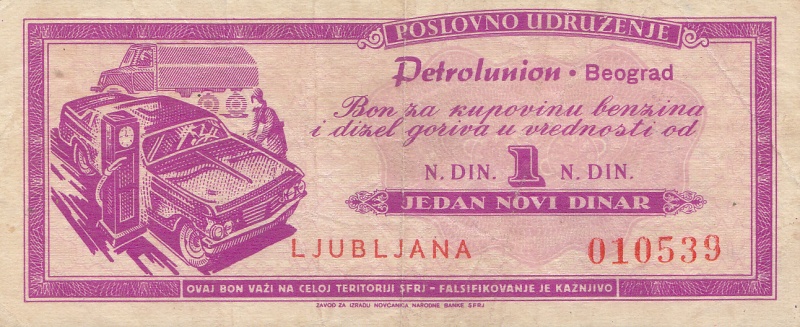 POSLOVNO UDRUŽENJE
Petrolunion • Beograd
Bon za kupovinu benzina
i dizel goriva u vrednosti od
N. DIN. 1 N. DIN.
JEDAN NOVI DINAR
LJUBLJANA 010539
OVAJ BON VAŽI NA CELOJ TERITORIJI SFRJ – FALSIFIKOVANJE JE KAŽNJIVO
ZAVOD ZA IZRADU NOVČANICA NARODNE BANKE SFRJ